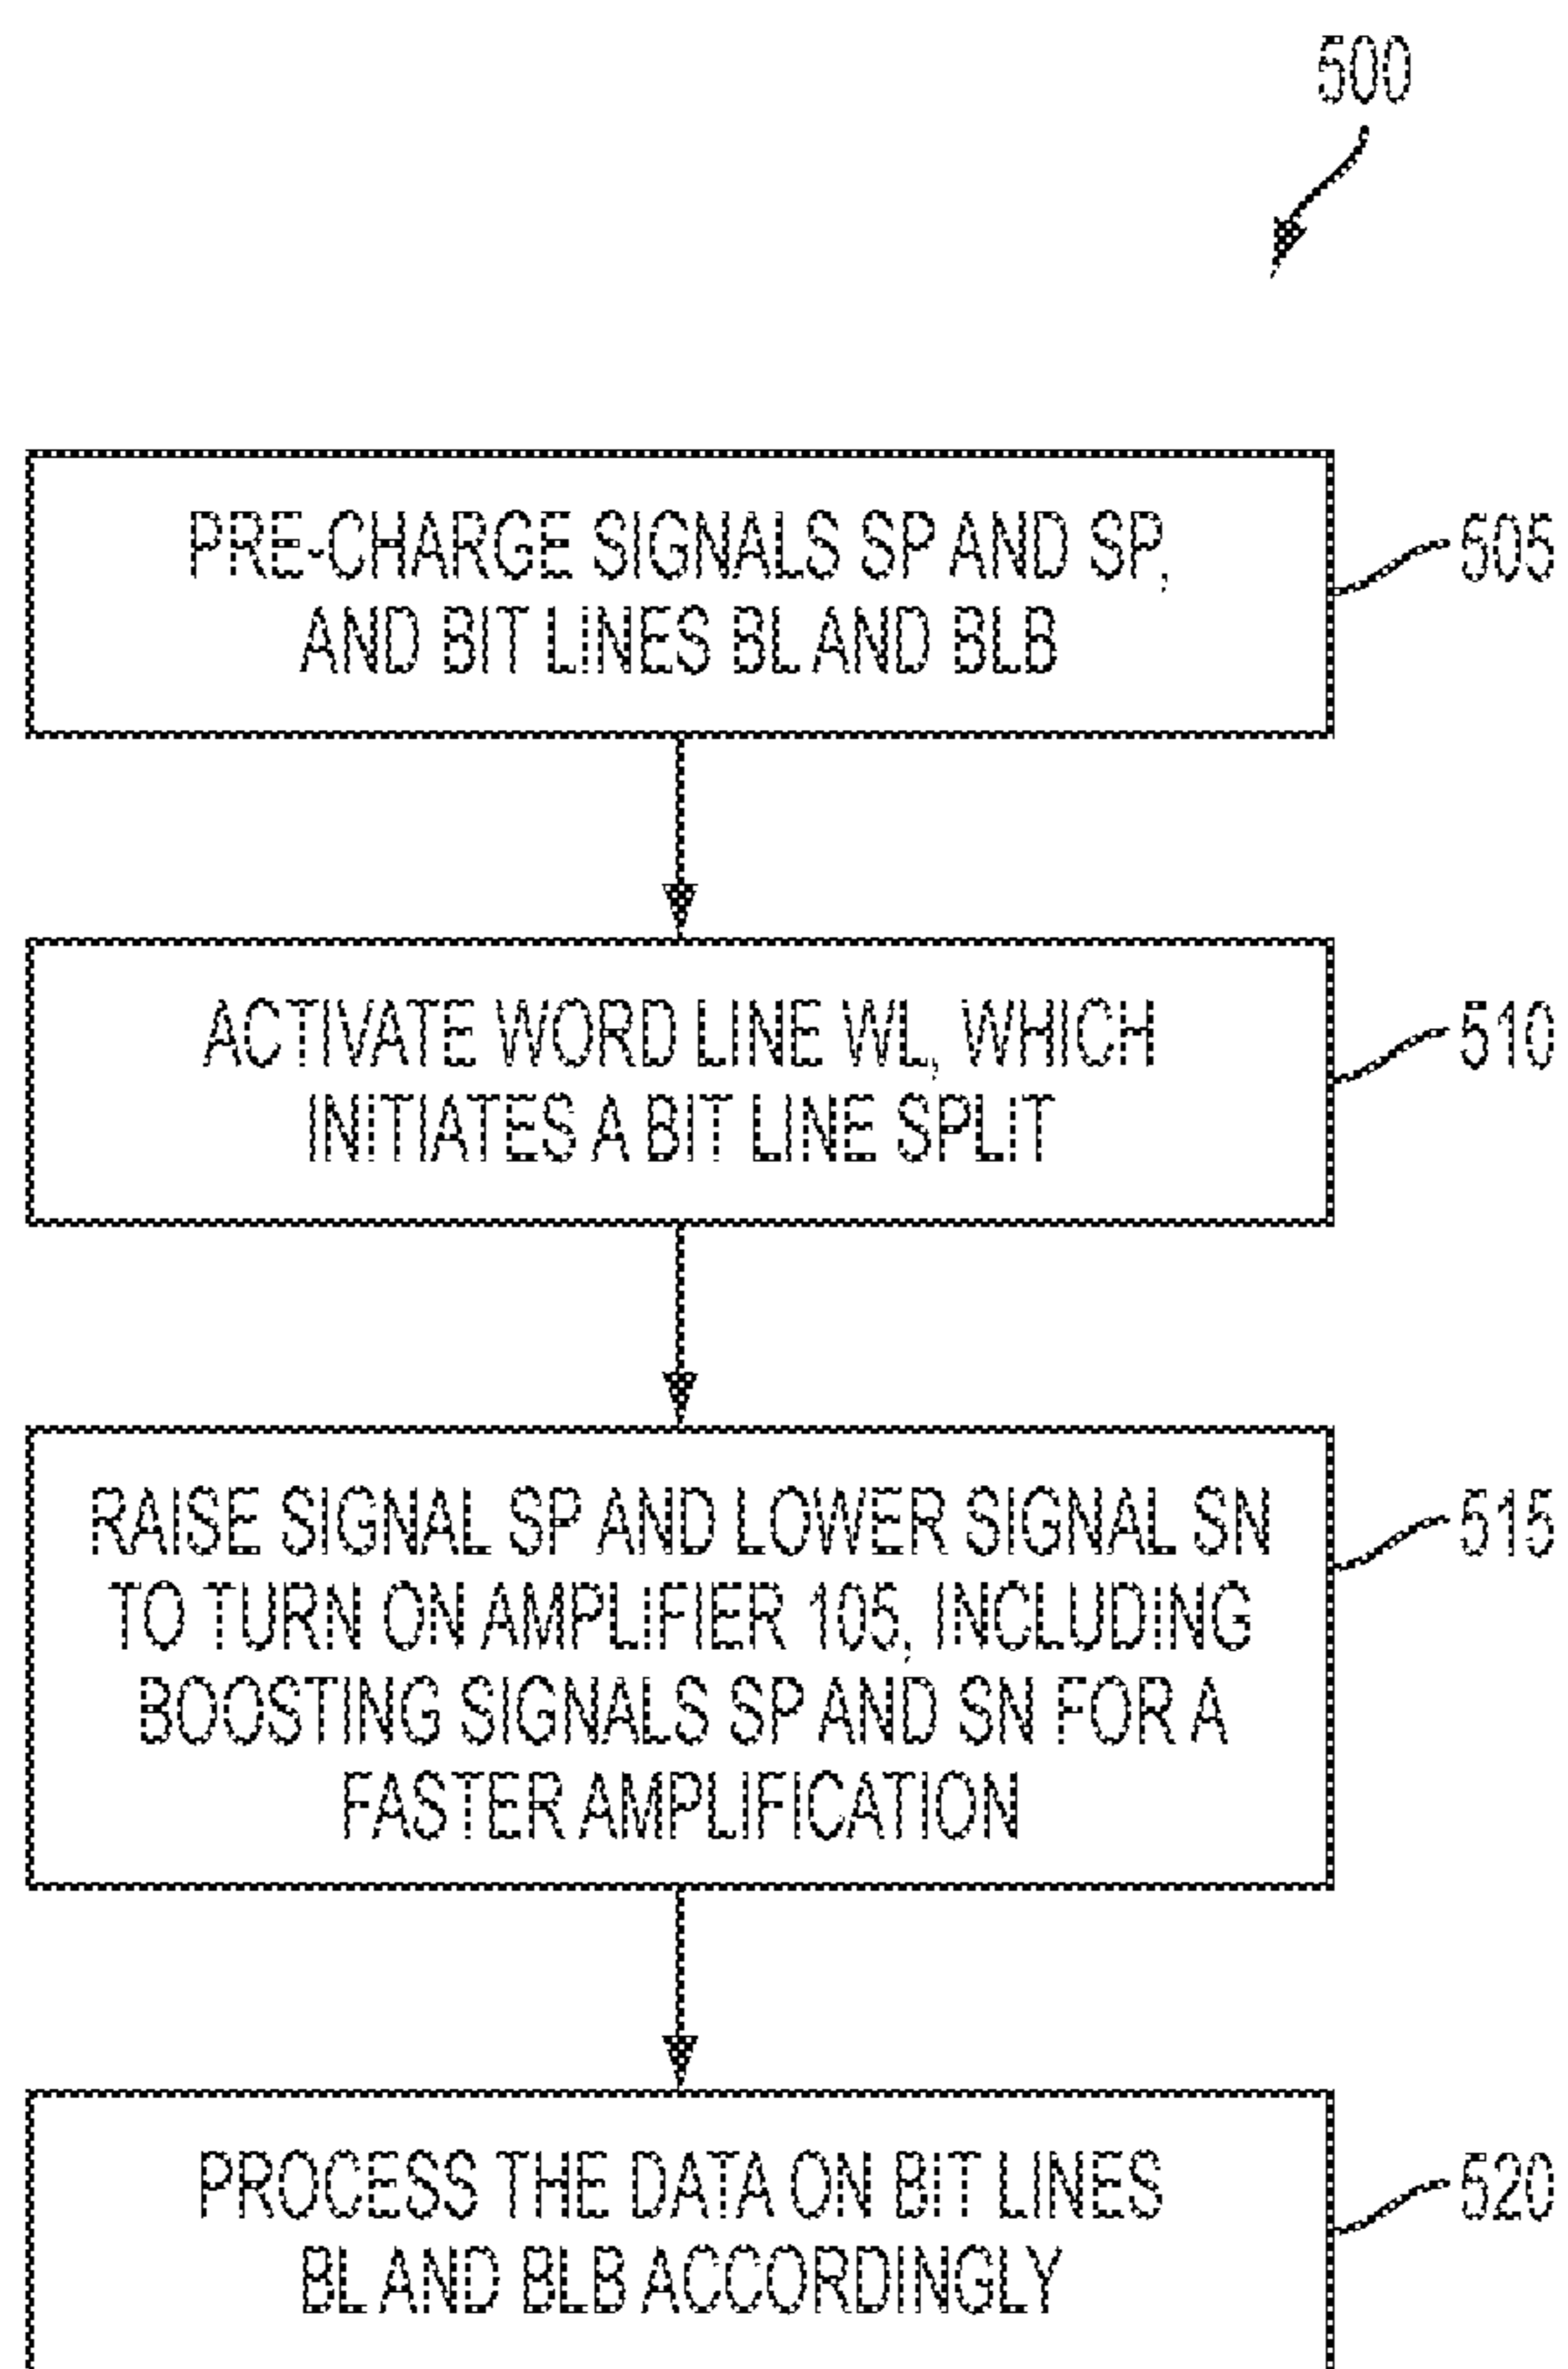 500
PRE-CHARGE SIGNALS SP AND SP,
AND BIT LINES BL AND BLB
505
ACTIVATE WORD LINE WL, WHICH
INITIATES A BIT LINE SPLIT
510
RAISE SIGNAL SP AND LOWER SIGNAL SN
TO TURN ON AMPLIFIER 105, INCLUDING
BOOSTING SIGNALS SP AND SN FOR A
FASTER AMPLIFICATION
515
PROCESS THE DATA ON BIT LINES
BL AND BLB ACCORDINGLY
520